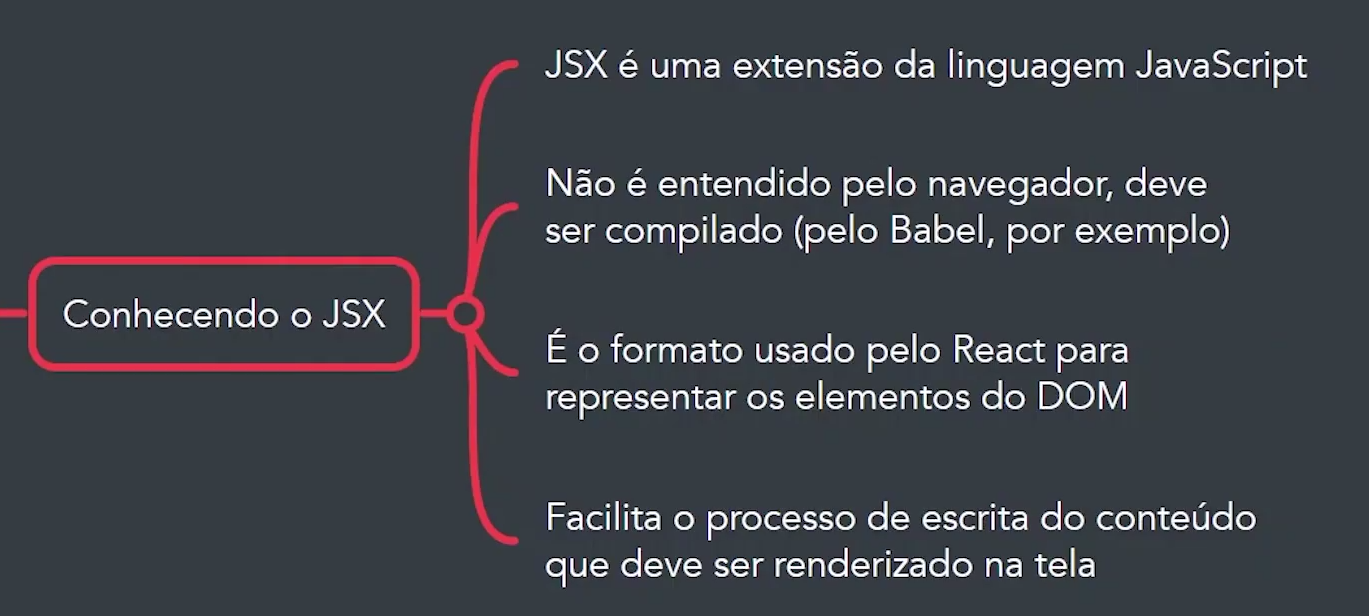 Conhecendo o JSX
JSX é uma extensão da linguagem JavaScript
Não é entendido pelo navegador, deve
ser compilado (pelo Babel, por exemplo)
É o formato usado pelo React para
representar os elementos do DOM
Facilita o processo de escrita do conteúdo
que deve ser renderizado na tela